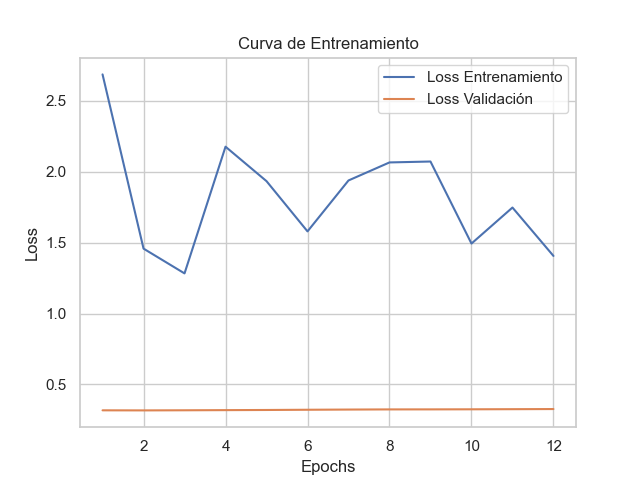 Curva de Entrenamiento
Loss Entrenamiento
Loss Validación
2.5
2.0
1.5
1.0
0.5
Loss
2 4 6 8 10 12
Epochs